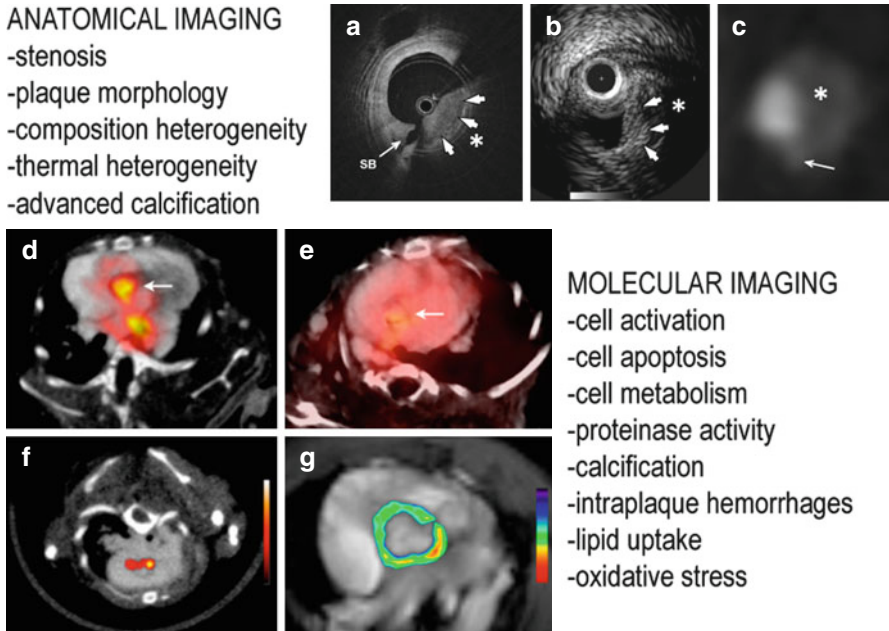 ANATOMICAL IMAGING
-stenosis
-plaque morphology
-composition heterogeneity
-thermal heterogeneity
-advanced calcification
a
SB
*
b
*
c
*
d
e
f
g
MOLECULAR IMAGING
-cell activation
-cell apoptosis
-cell metabolism
-proteinase activity
-calcification
-intraplaque hemorrhages
-lipid uptake
-oxidative stress